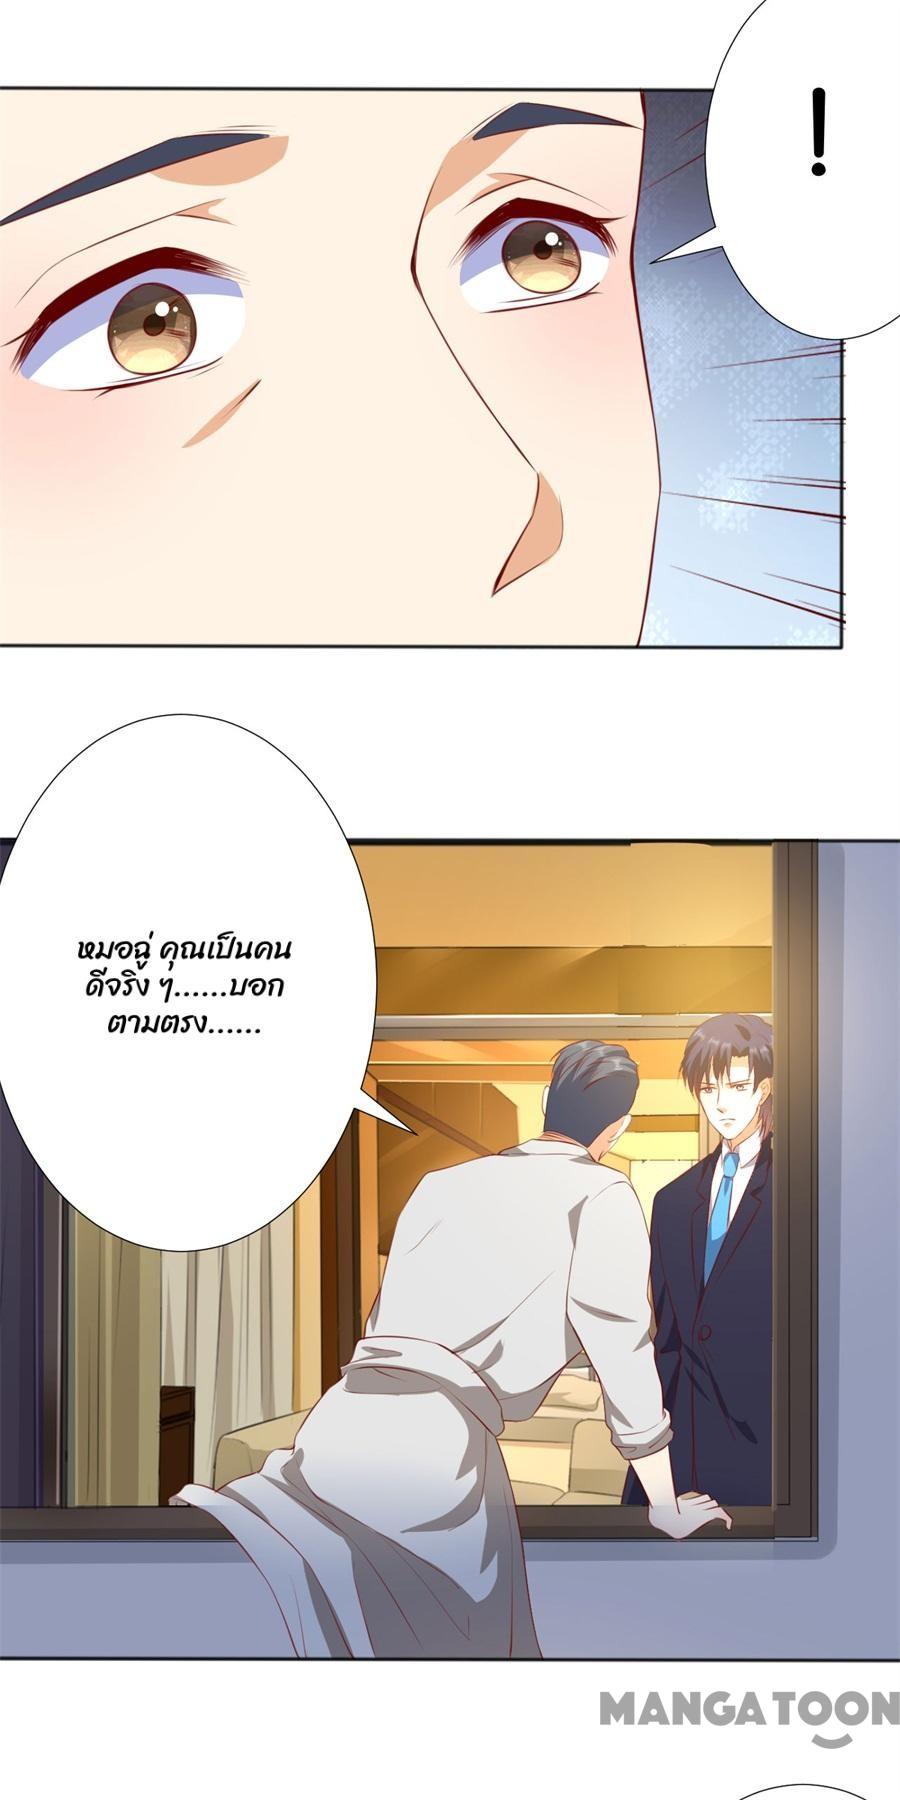 !
หมอฉู่ คุณเป็นคน
ดีจริง ๆ......บอก
ตามตรง......
MANGATOON